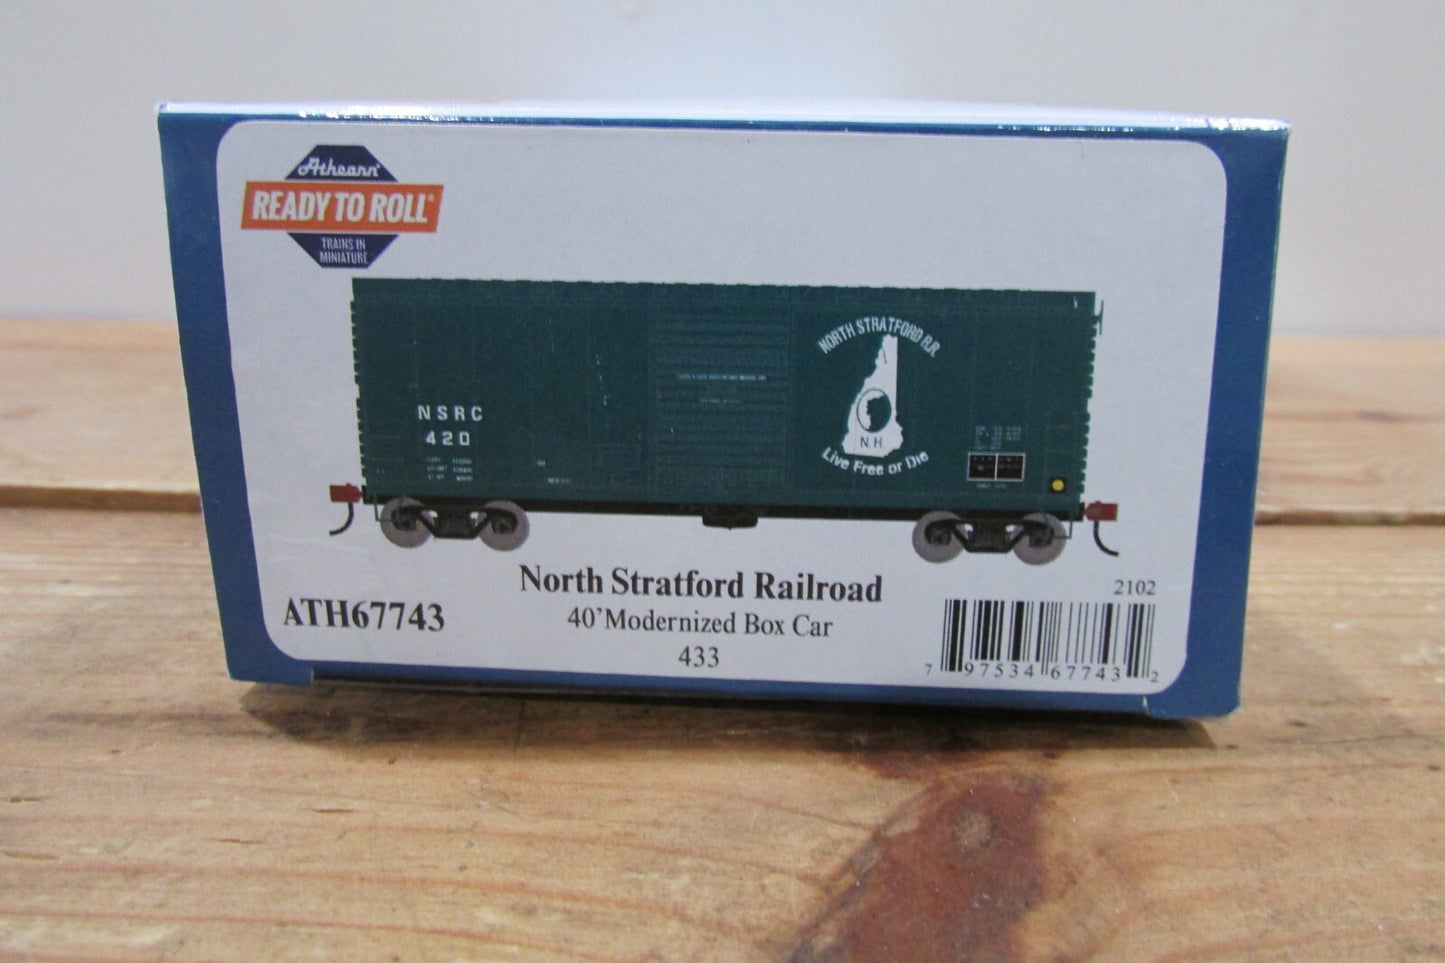 Athearn®
READY TO ROLL®
TRAINS IN
MINIATURE
NORTH STRATFORD R.R.
NSRC
420
N.H.
Live Free or Die
North Stratford Railroad
40'Modernized Box Car
433
ATH67743
2102
7 97534 67743 2